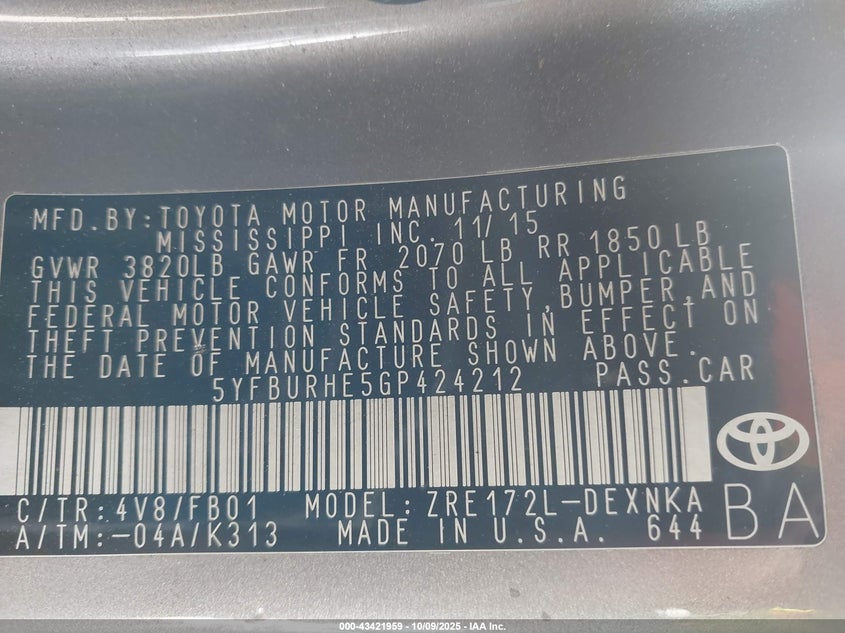 MFD.BY:TOYOTA MOTOR MANUFACTURING
MISSISSIPPI INC. 11/15
GVWR 3820LB GAWR FR 2070 LB RR 1850 LB
THIS VEHICLE CONFORMS TO ALL APPLICABLE
FEDERAL MOTOR VEHICLE SAFETY,BUMPER,AND
THEFT PREVENTION STANDARDS IN EFFECT ON
THE DATE OF MANUFACTURE SHOWN ABOVE.
5YFBURHE5GP424212 PASS.CAR
C/TR:4V8/FB01 MODEL:ZRE172L-DEXNKA
A/TM:-04A/K313 MADE IN U.S.A. 644
BA
000-43421959 | 10/09/2025 - IAA Inc.